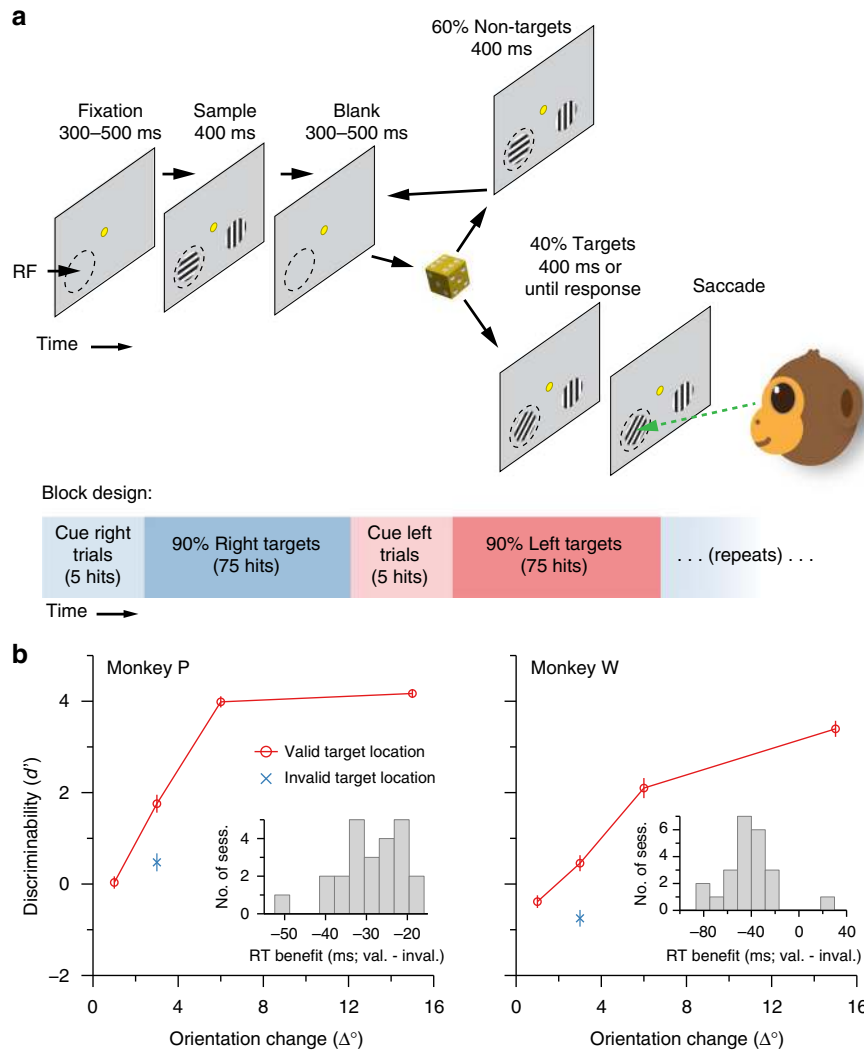 a
60% Non-targets
400 ms
Fixation
300–500 ms
Sample
400 ms
Blank
300–500 ms
RF
40% Targets
400 ms or
until response
Saccade
Time
Block design:
Cue right
trials
(5 hits)
90% Right targets
(75 hits)
Cue left
trials
(5 hits)
90% Left targets
(75 hits)
. . . (repeats) . . .
Time
b
Monkey P
Discriminability (d')
4
2
0
−2
0
4
8
12
16
Orientation change (Δ°)
Valid target location
Invalid target location
No. of sess.
4
2
0
−50
−40
−30
−20
RT benefit (ms; val. - inval.)
Monkey W
0
4
8
12
16
Orientation change (Δ°)
No. of sess.
6
4
2
0
−80
−40
0
40
RT benefit (ms; val. - inval.)